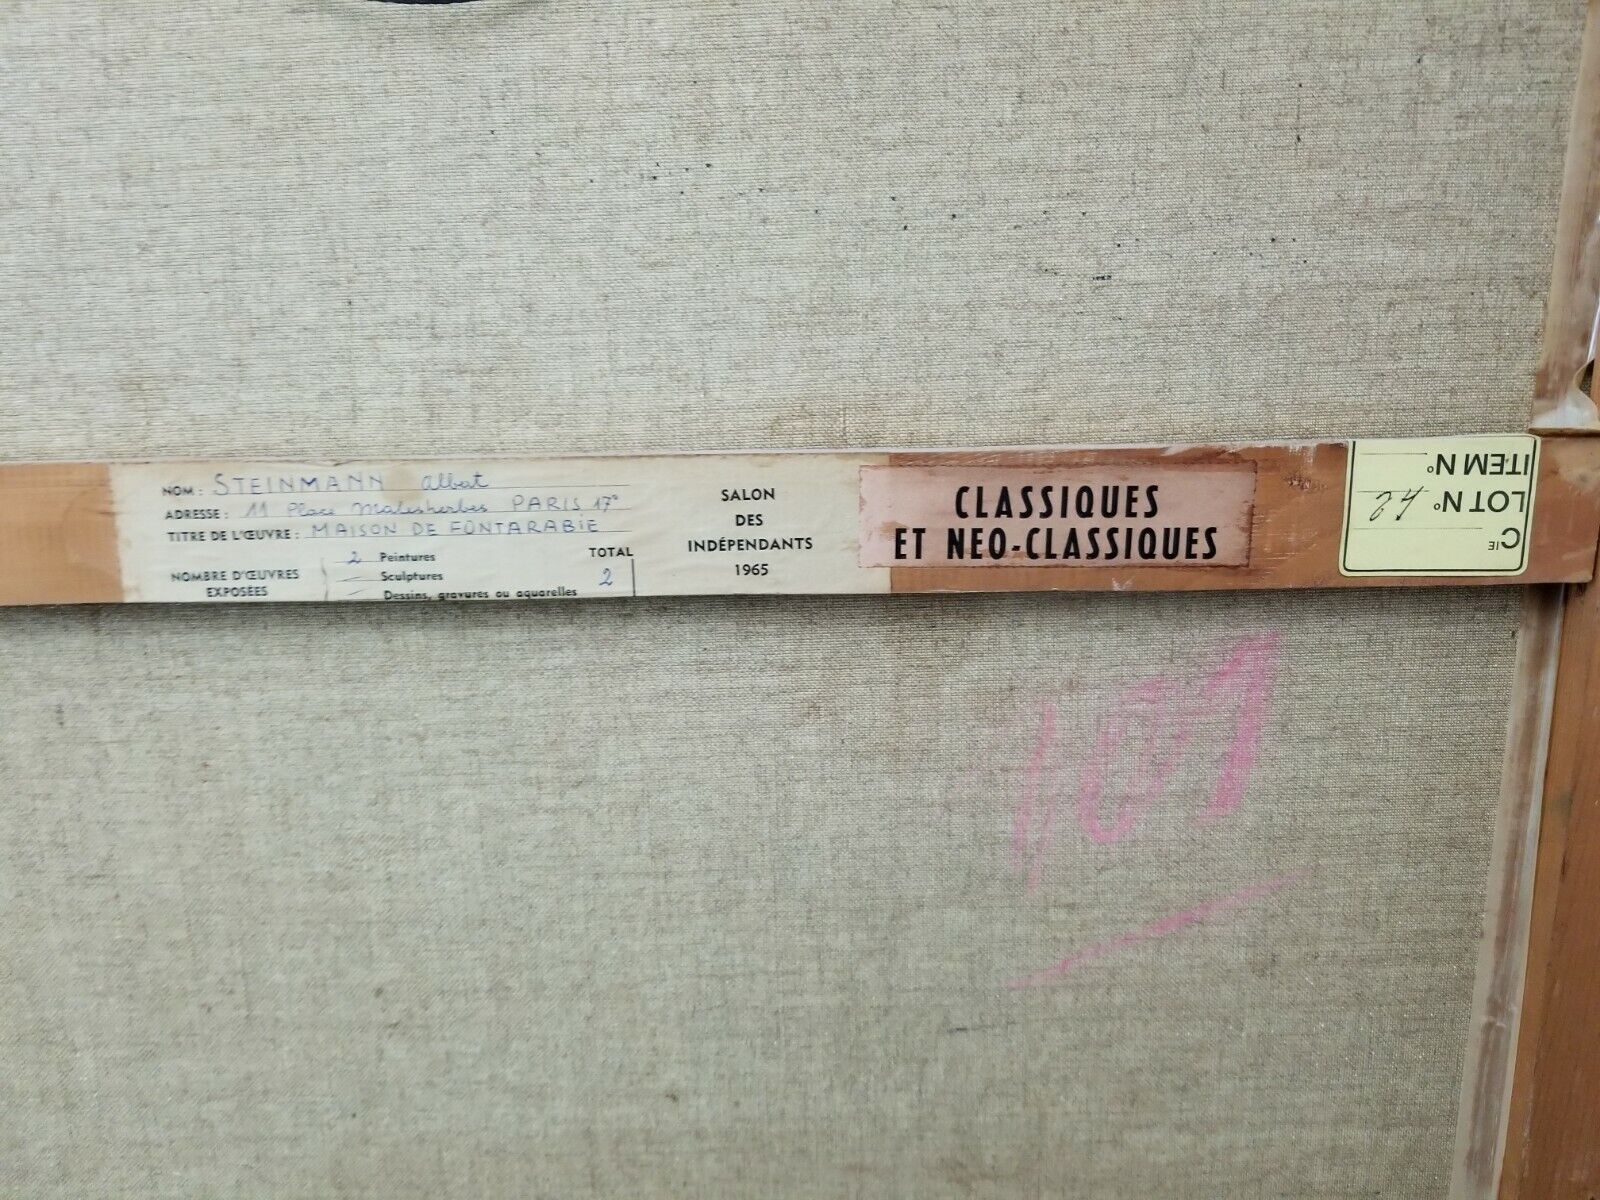 NOM : STEINMANN Albert
ADRESSE : 11 Place Malesherbes PARIS 17°
TITRE DE L'ŒUVRE : MAISON DE FONTARABIE
NOMBRE D'ŒUVRES
EXPOSÉES
2 Peintures
— Sculptures
Dessins, gravures ou aquarelles
TOTAL
2
SALON
DES
INDÉPENDANTS
1965
CLASSIQUES
ET NEO-CLASSIQUES
CIE
LOT N° 42
ITEM N°
107